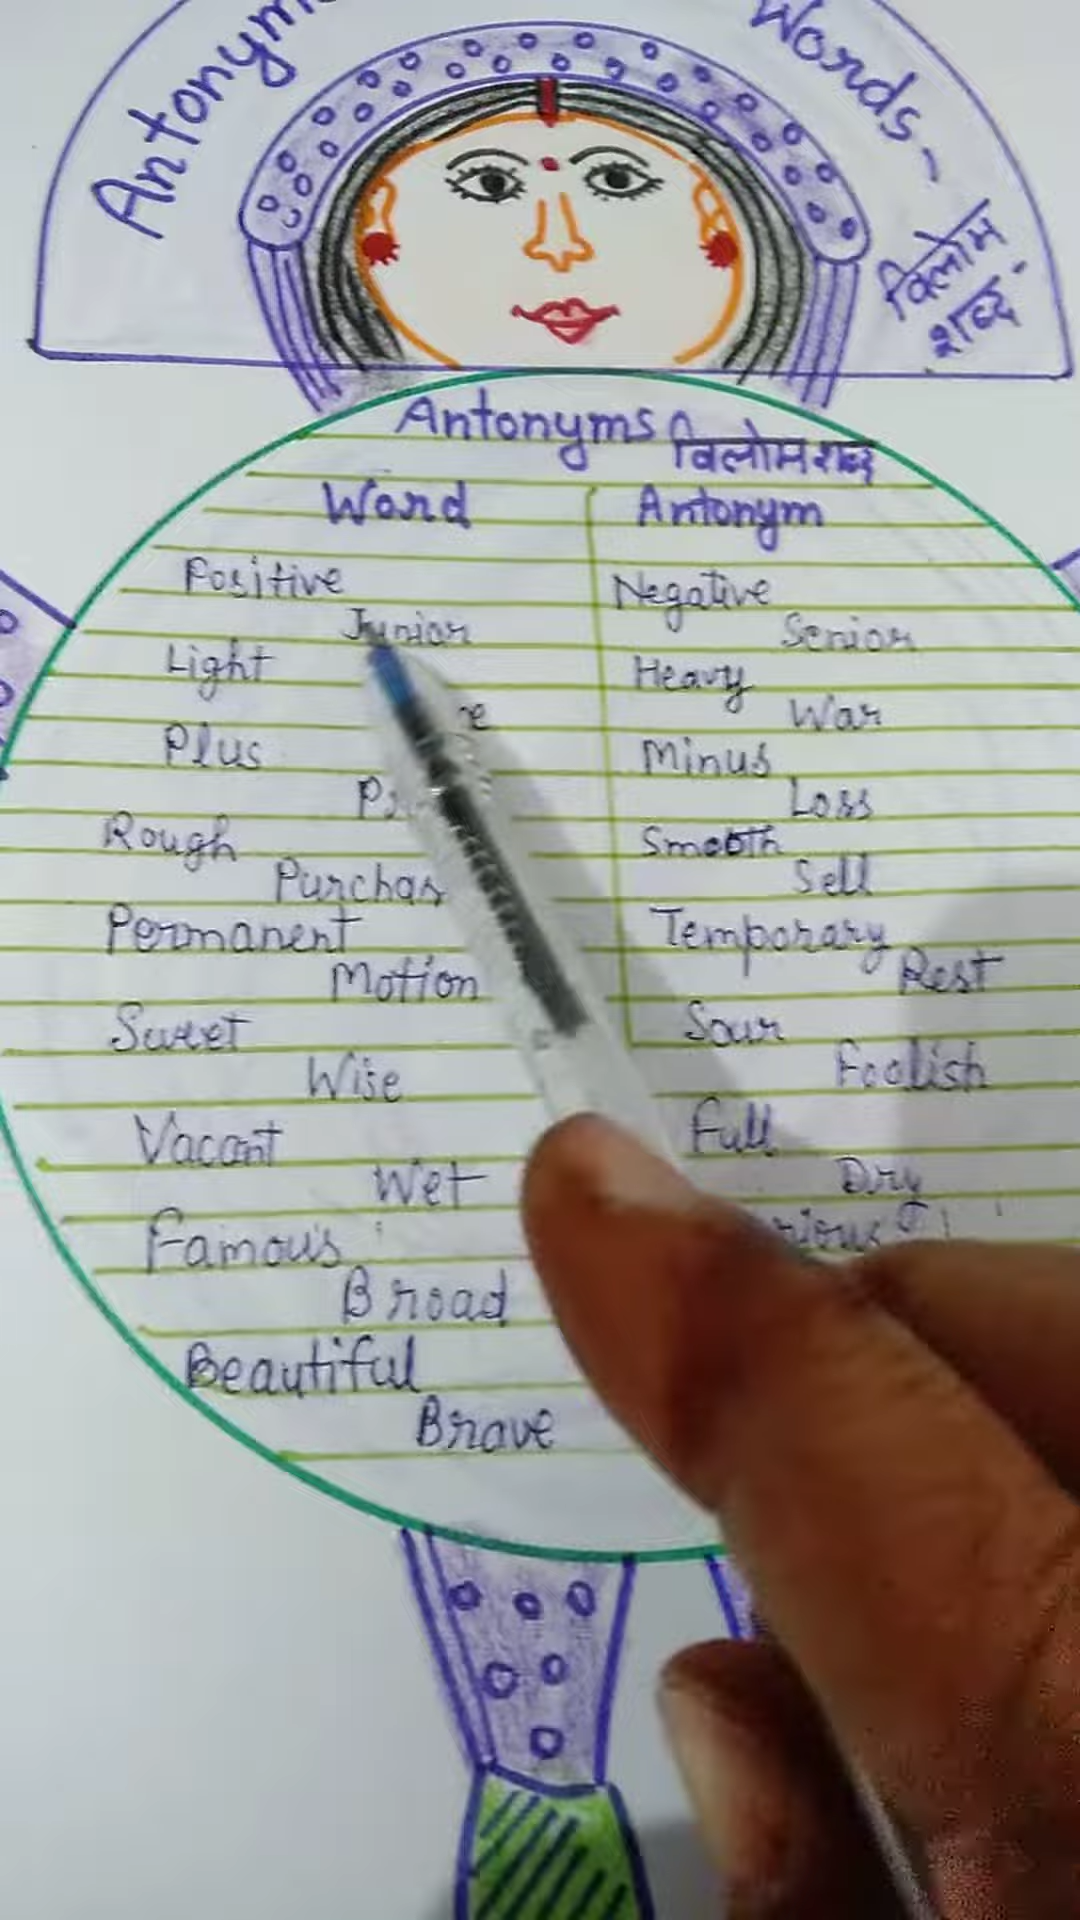 Antonym
Words-
विलोम
शब्द
Antonyms विलोम शब्द
Word Antonym
Positive Negative
Junior Senior
Light Heavy
War
Plus Minus
Loss
Rough Smooth
Purchas Sell
Permanent Temporary
Motion Rest
Sweet Sour
Wise Foolish
Vacant Full
Wet Dry
Famous
Broad
Beautiful
Brave